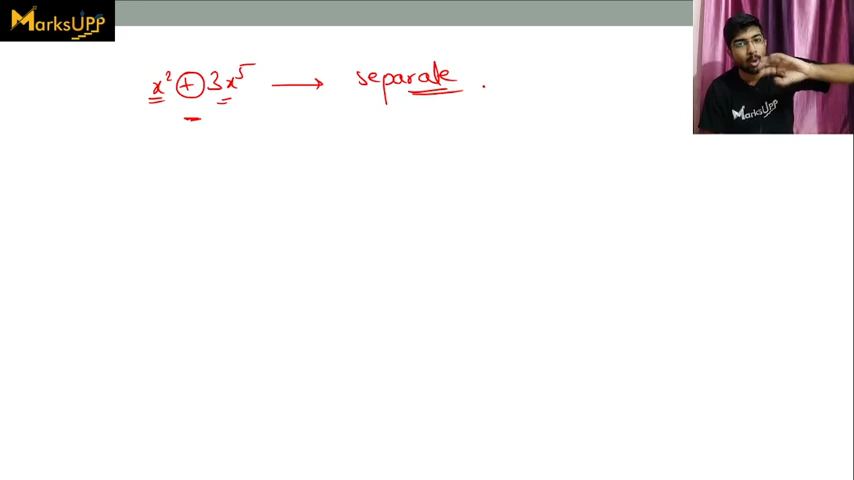 MarksUPP
x² + 3x⁵ → separate .
MarksUPP